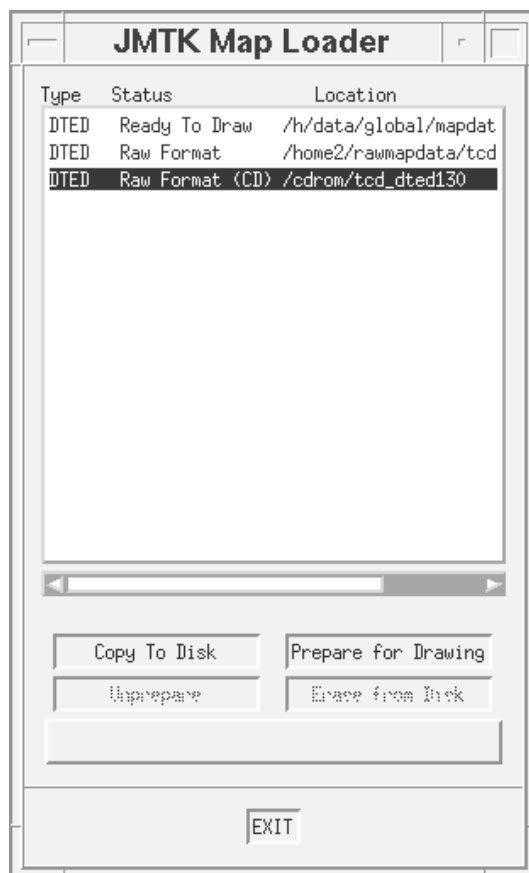 JMTK Map Loader
Type Status Location
DTED Ready To Draw /h/data/global/mapdat
DTED Raw Format /home2/rawmapdata/tcd
DTED Raw Format (CD) /cdrom/tcd_dted130
Copy To Disk Prepare for Drawing
Unprepare Erase from Disk
EXIT